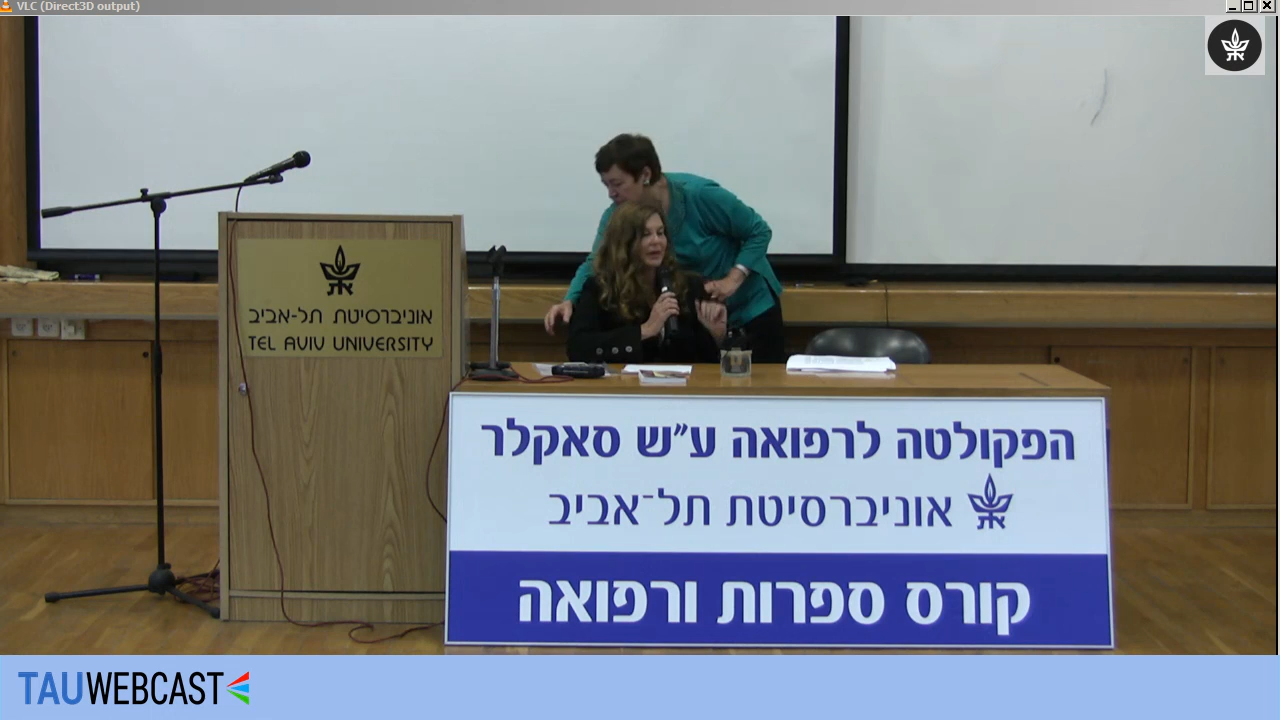 VLC (Direct3D output)
אוניברסיטת תל-אביב
TEL AVIV UNIVERSITY
הפקולטה לרפואה ע"ש סאקלר
אוניברסיטת תל-אביב
קורס ספרות ורפואה
TAUWEBCAST